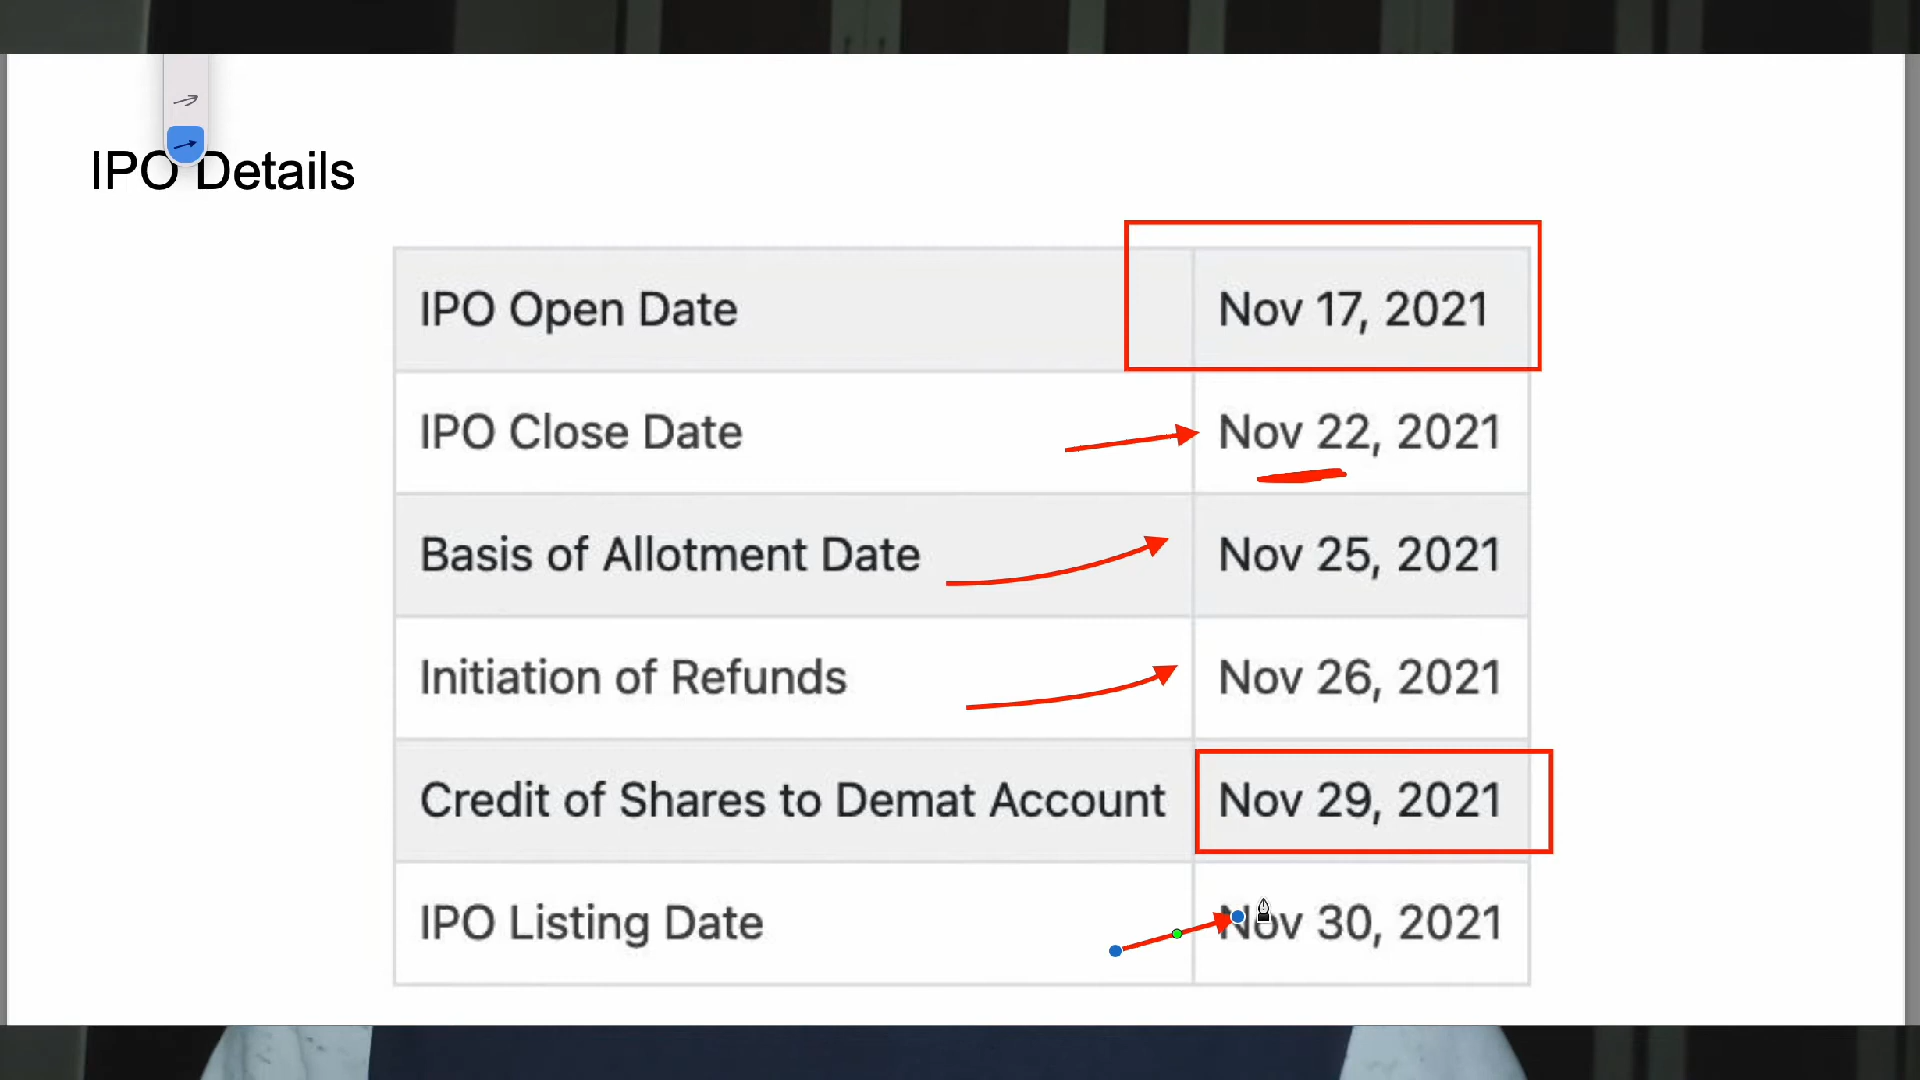 IPO Details
IPO Open Date Nov 17, 2021
IPO Close Date Nov 22, 2021
Basis of Allotment Date Nov 25, 2021
Initiation of Refunds Nov 26, 2021
Credit of Shares to Demat Account Nov 29, 2021
IPO Listing Date Nov 30, 2021